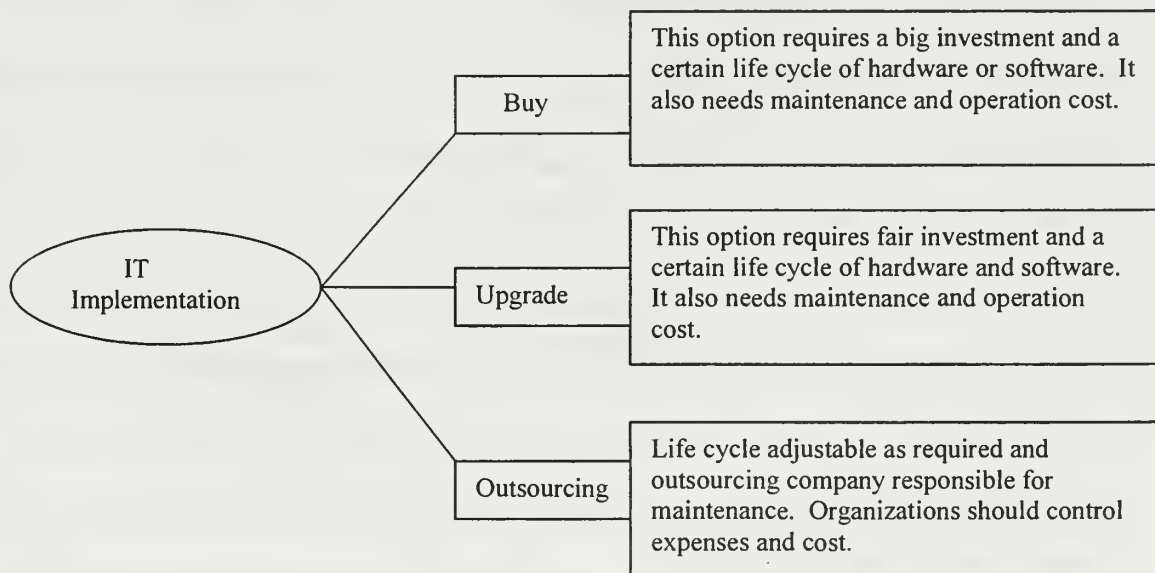 IT
Implementation
Buy
This option requires a big investment and a
certain life cycle of hardware or software. It
also needs maintenance and operation cost.
Upgrade
This option requires fair investment and a
certain life cycle of hardware and software.
It also needs maintenance and operation
cost.
Outsourcing
Life cycle adjustable as required and
outsourcing company responsible for
maintenance. Organizations should control
expenses and cost.